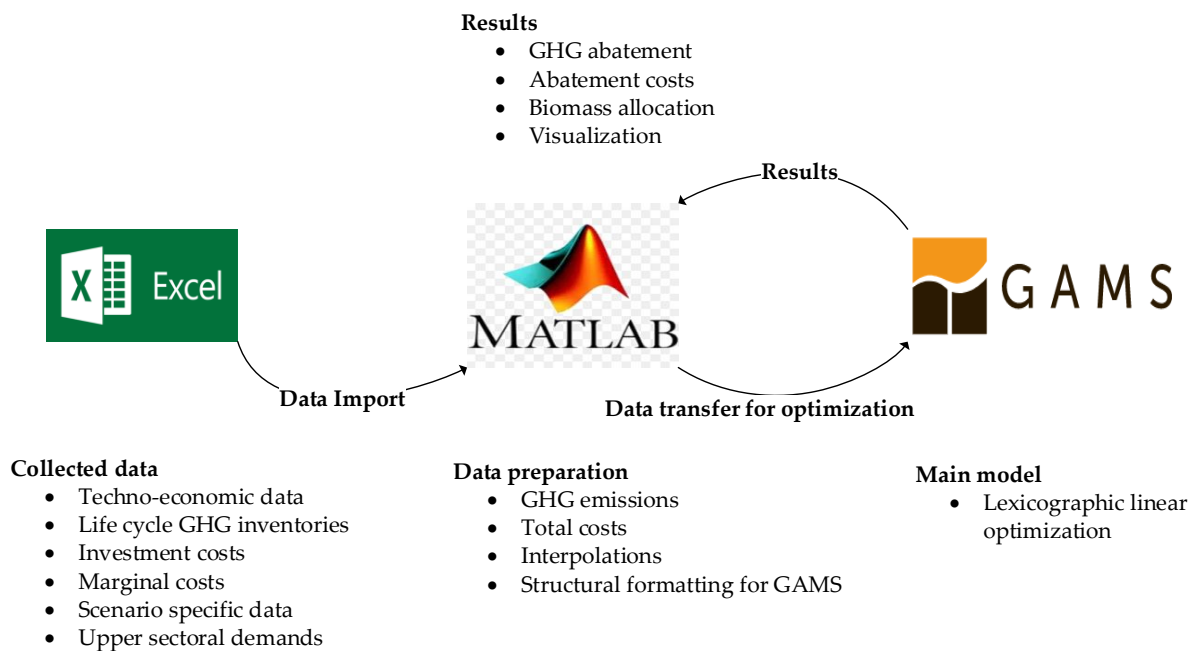 Results
• GHG abatement
• Abatement costs
• Biomass allocation
• Visualization
Results
X Excel
MATLAB
GAMS
Data Import
Data transfer for optimization
Collected data
• Techno-economic data
• Life cycle GHG inventories
• Investment costs
• Marginal costs
• Scenario specific data
• Upper sectoral demands
Data preparation
• GHG emissions
• Total costs
• Interpolations
• Structural formatting for GAMS
Main model
• Lexicographic linear
optimization